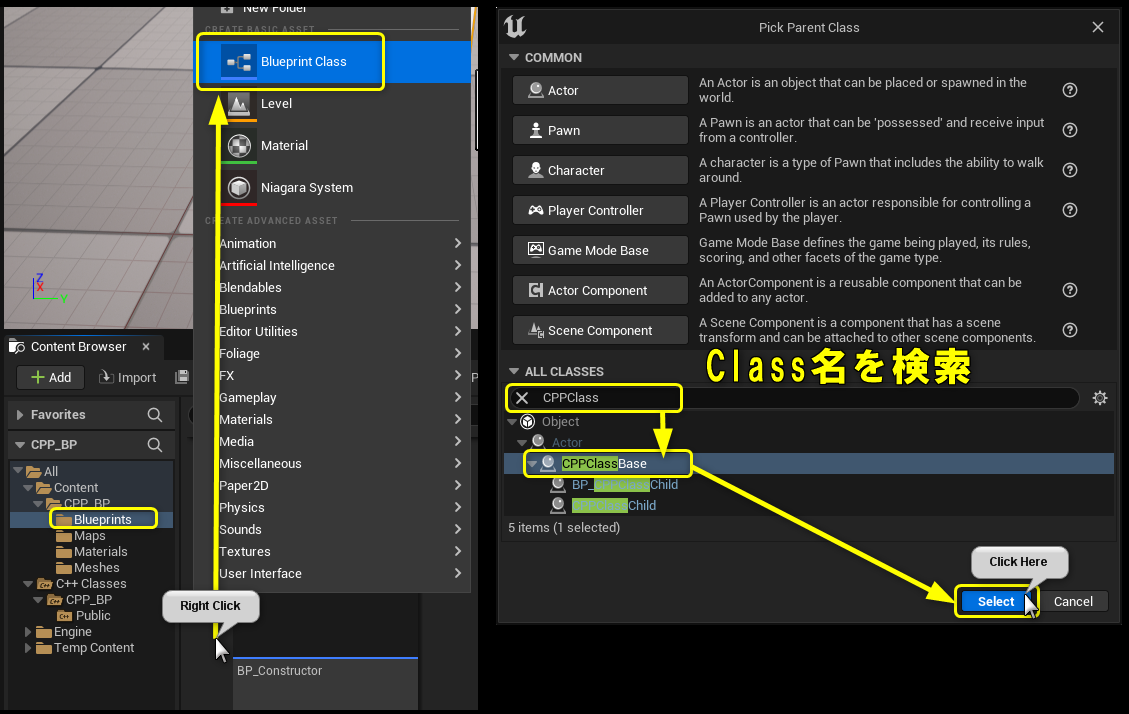 New Folder
CREATE BASIC ASSET
Blueprint Class
Level
Material
Niagara System
CREATE ADVANCED ASSET
Animation
Artificial Intelligence
Blendables
Blueprints
Editor Utilities
Foliage
FX
Gameplay
Materials
Media
Miscellaneous
Paper2D
Physics
Sounds
Textures
User Interface
Z
X
Y
Content Browser
Add
Import
P
Favorites
CPP_BP
All
Content
CPP_BP
Blueprints
Maps
Materials
Meshes
C++ Classes
CPP_BP
Public
Engine
Temp Content
Right Click
BP_Constructor
Pick Parent Class
COMMON
Actor
An Actor is an object that can be placed or spawned in the
world.
Pawn
A Pawn is an actor that can be 'possessed' and receive input
from a controller.
Character
A character is a type of Pawn that includes the ability to walk
around.
Player Controller
A Player Controller is an actor responsible for controlling a
Pawn used by the player.
Game Mode Base
Game Mode Base defines the game being played, its rules,
scoring, and other facets of the game type.
Actor Component
An ActorComponent is a reusable component that can be
added to any actor.
Scene Component
A Scene Component is a component that has a scene
transform and can be attached to other scene components.
Class名を検索
ALL CLASSES
CPPClass
Object
Actor
CPPClassBase
BP_CPPClassChild
CPPClassChild
5 items (1 selected)
Click Here
Select
Cancel